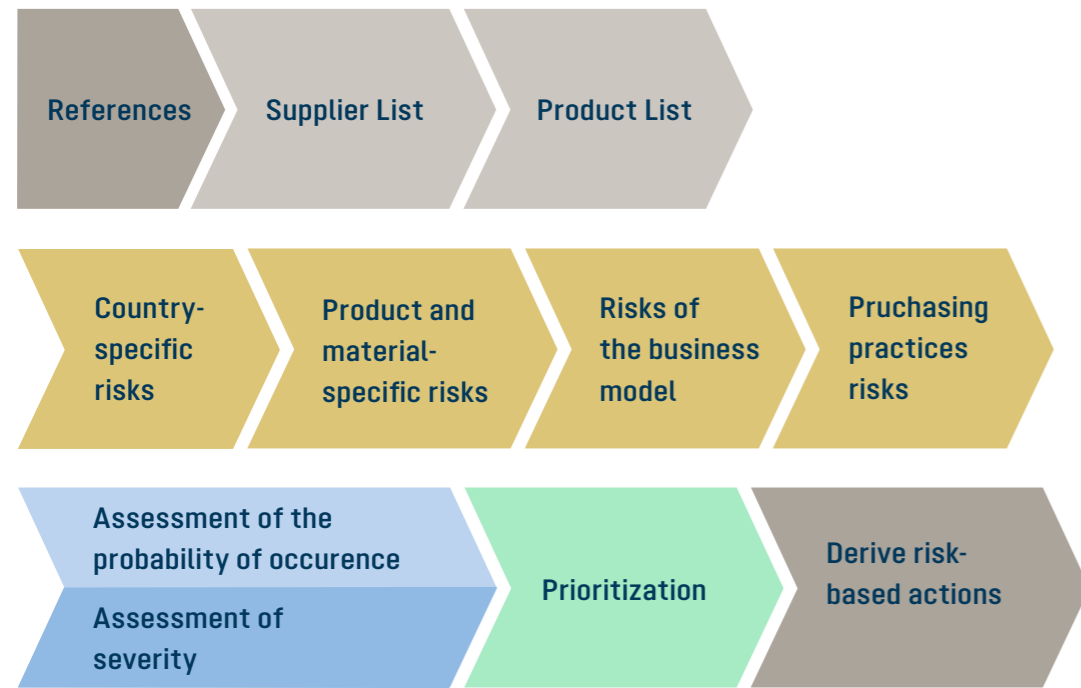 References
Supplier List
Product List
Country-
specific
risks
Product and
material-
specific risks
Risks of
the business
model
Pruchasing
practices
risks
Assessment of the
probability of occurence
Assessment of
severity
Prioritization
Derive risk-
based actions